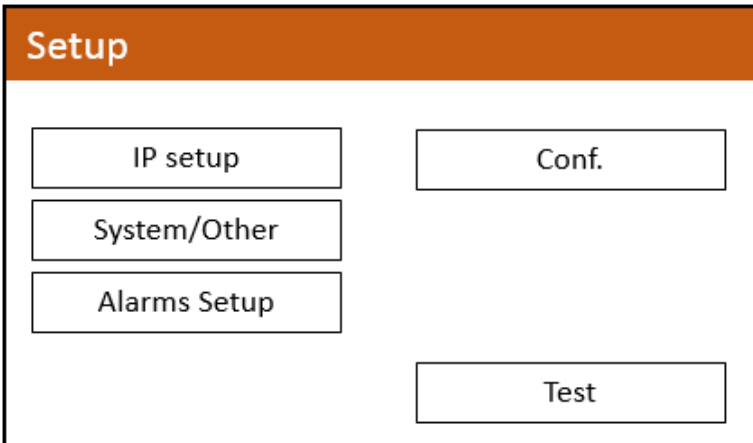 Setup
IP setup
Conf.
System/Other
Alarms Setup
Test